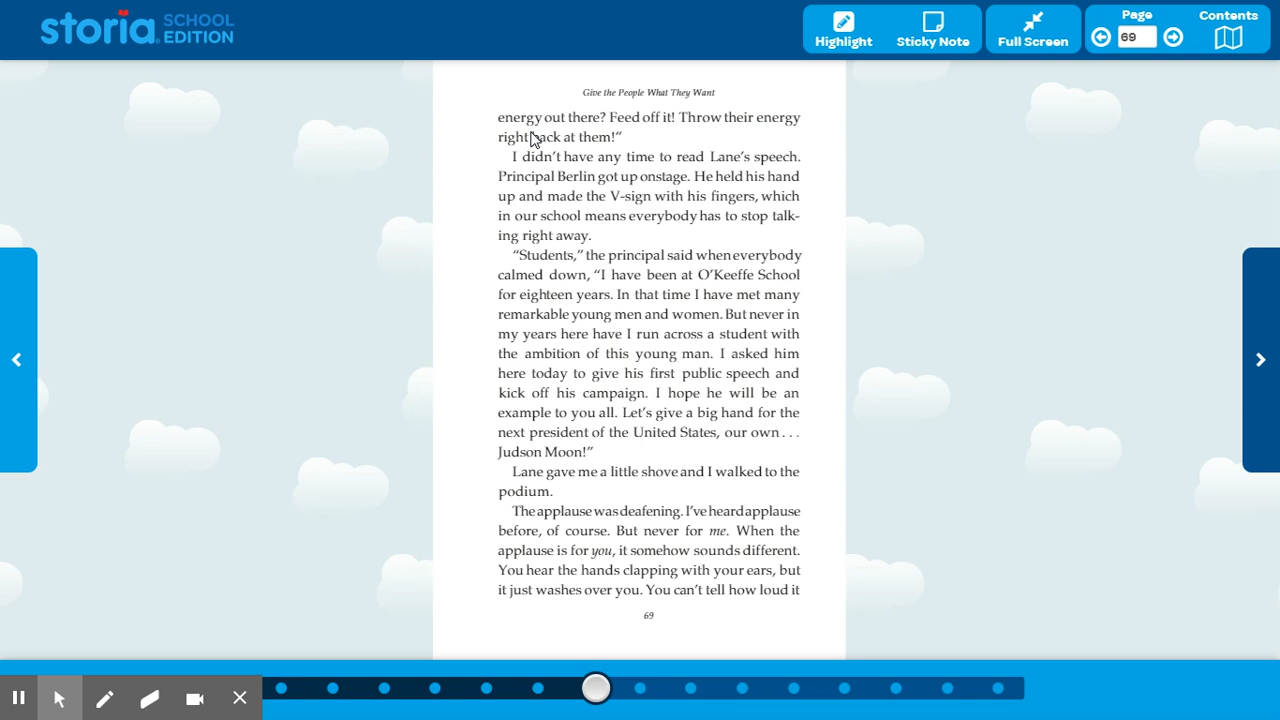 storia SCHOOL EDITION
Highlight
Sticky Note
Full Screen
Page
69
Contents
Give the People What They Want
energy out there? Feed off it! Throw their energy
right back at them!”
I didn’t have any time to read Lane’s speech.
Principal Berlin got up onstage. He held his hand
up and made the V-sign with his fingers, which
in our school means everybody has to stop talk-
ing right away.
“Students,” the principal said when everybody
calmed down, “I have been at O’Keeffe School
for eighteen years. In that time I have met many
remarkable young men and women. But never in
my years here have I run across a student with
the ambition of this young man. I asked him
here today to give his first public speech and
kick off his campaign. I hope he will be an
example to you all. Let’s give a big hand for the
next president of the United States, our own . . .
Judson Moon!”
Lane gave me a little shove and I walked to the
podium.
The applause was deafening. I’ve heard applause
before, of course. But never for me. When the
applause is for you, it somehow sounds different.
You hear the hands clapping with your ears, but
it just washes over you. You can’t tell how loud it
69